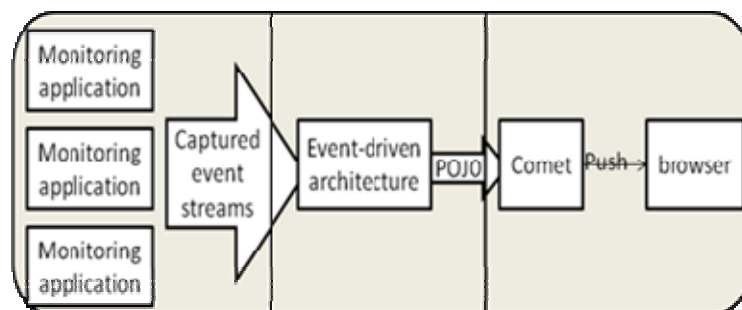 Monitoring
application
Monitoring
application
Monitoring
application
Captured
event
streams
Event-driven
architecture
POJO
Comet
Push
browser